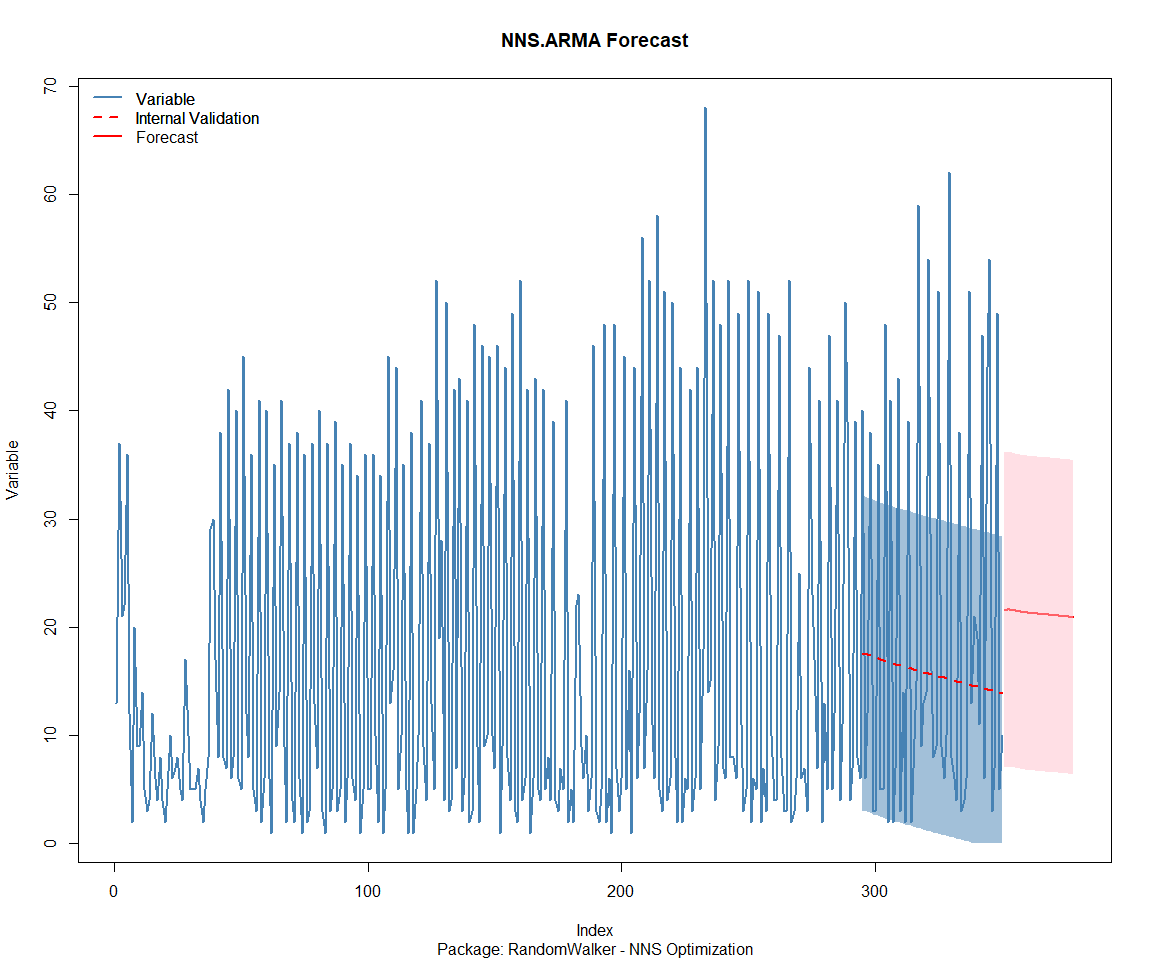 NNS.ARMA Forecast
Variable
Internal Validation
Forecast
Variable
70
60
50
40
30
20
10
0
0 100 200 300
Index
Package: RandomWalker - NNS Optimization